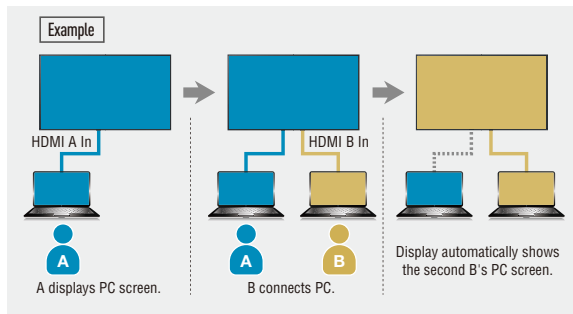 Example
HDMI A In
HDMI B In
A
A
B
A displays PC screen.
B connects PC.
Display automatically shows
the second B's PC screen.